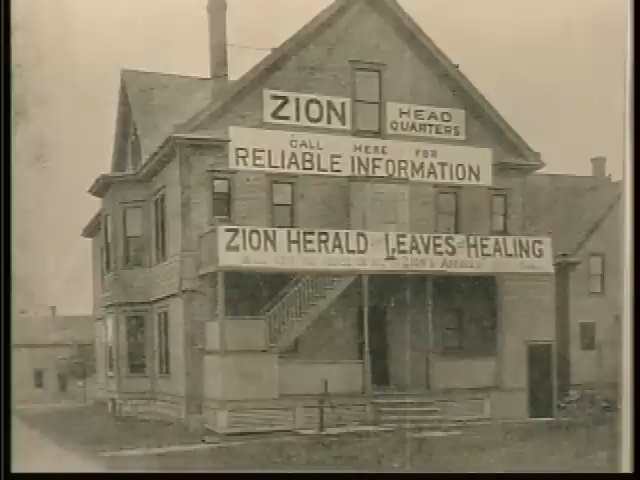 ZION
HEAD
QUARTERS
CALL HERE FOR
RELIABLE INFORMATION
ZION HERALD LEAVES OF HEALING